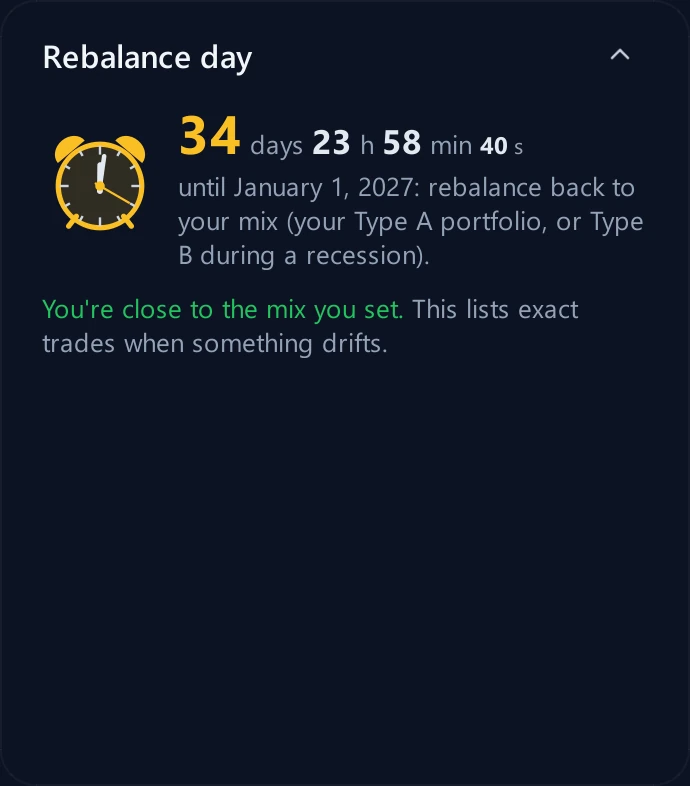 Rebalance day
34 days 23 h 58 min 40 s
until January 1, 2027: rebalance back to
your mix (your Type A portfolio, or Type
B during a recession).
You're close to the mix you set. This lists exact
trades when something drifts.